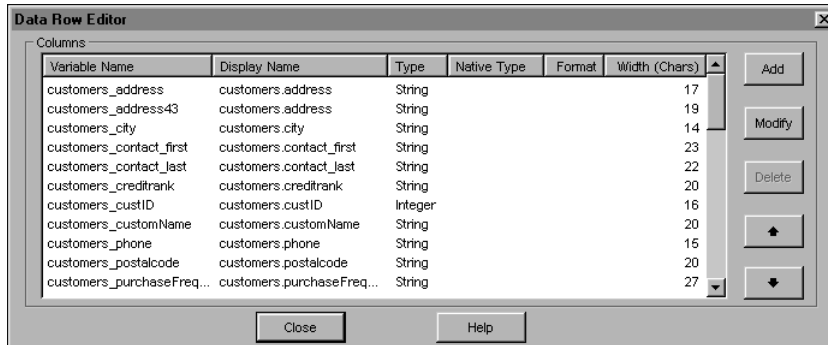 Data Row Editor
Columns
Variable Name Display Name Type Native Type Format Width (Chars)
customers_address customers.address String 17
customers_address43 customers.address String 19
customers_city customers.city String 14
customers_contact_first customers.contact_first String 23
customers_contact_last customers.contact_last String 22
customers_creditrank customers.creditrank String 20
customers_custID customers.custID Integer 16
customers_customName customers.customName String 20
customers_phone customers.phone String 15
customers_postalcode customers.postalcode String 20
customers_purchaseFreq... customers.purchaseFreq... String 27
Add
Modify
Delete
Close Help